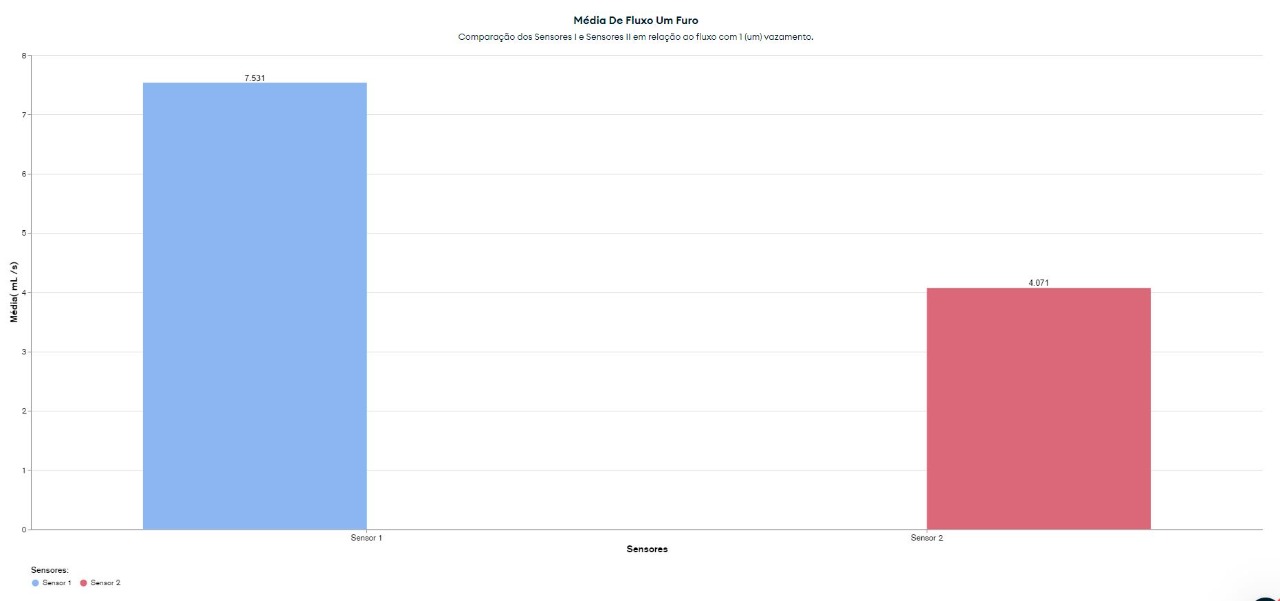 Média De Fluxo Um Furo
Comparação dos Sensores I e Sensores II em relação ao fluxo com 1 (um) vazamento.
8
7.531
7
6
5
Média( mL /s)
4.071
4
3
2
1
0
Sensor 1
Sensor 2
Sensores
Sensores:
Sensor 1
Sensor 2